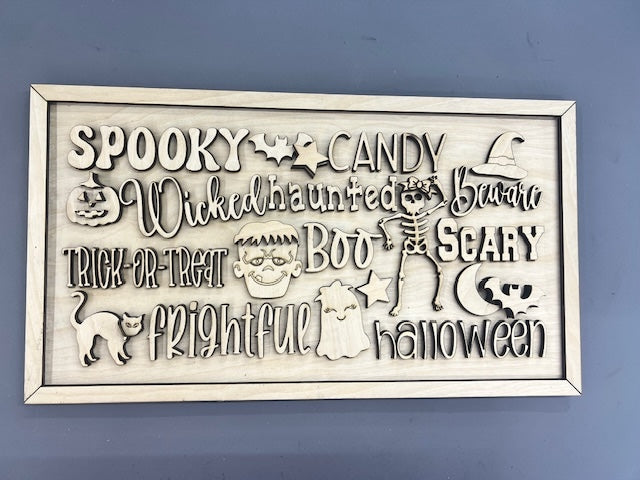 SPOOKY CANDY
Wicked haunted Beware
TRICK-OR-TREAT Boo SCARY
frightful halloween